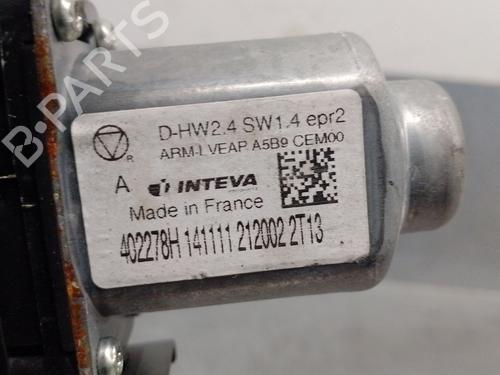 B-PARTS
D-HW2.4 SW1.4 epr2
ARM-LVEAP A5B9 CEM00
R
A INTEVA
Made in France
402278H 141111 212002 2T13